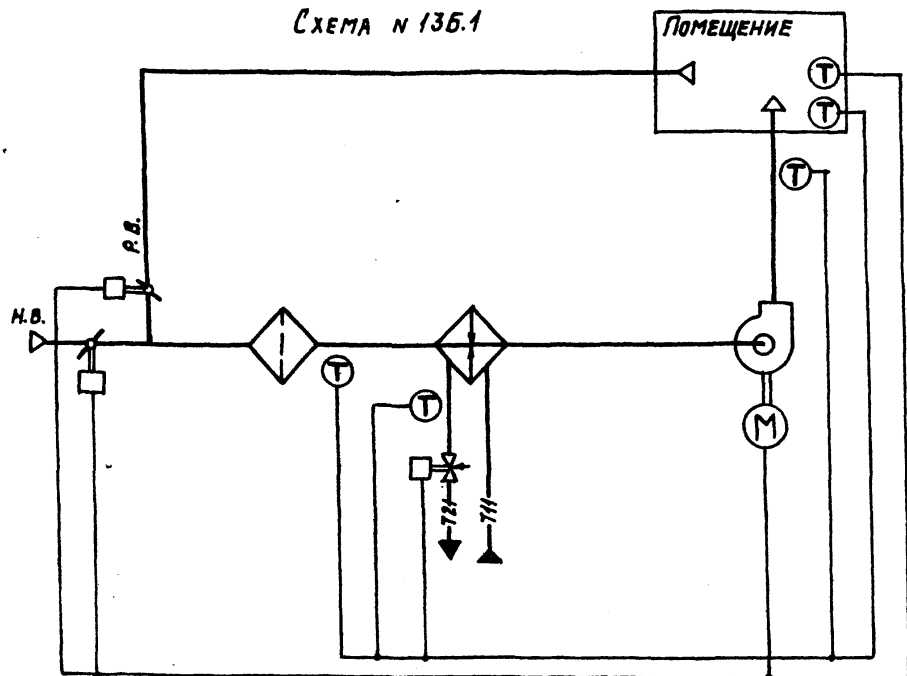 Схема N 13Б.1
Помещение
Т
Т
Т
Р.В.
Н.В.
Т
Т
М
Т21
Т11